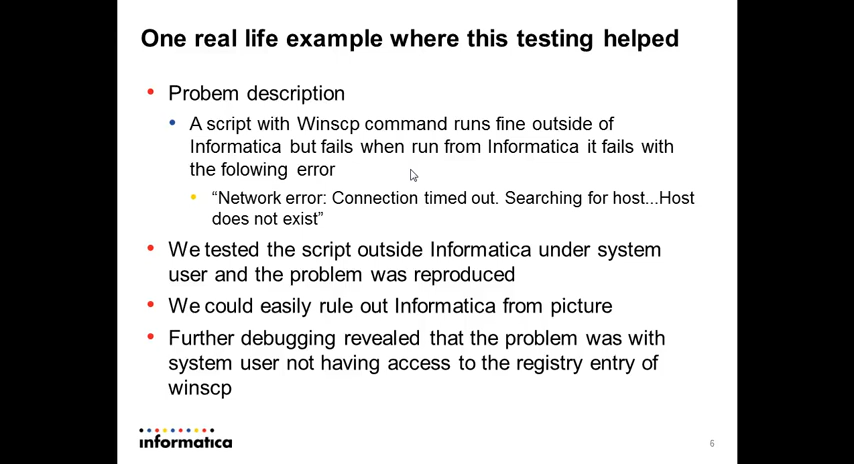 One real life example where this testing helped
• Probem description
• A script with Winscp command runs fine outside of
Informatica but fails when run from Informatica it fails with
the folowing error
• “Network error: Connection timed out. Searching for host...Host
does not exist”
• We tested the script outside Informatica under system
user and the problem was reproduced
• We could easily rule out Informatica from picture
• Further debugging revealed that the problem was with
system user not having access to the registry entry of
winscp
informatica
6